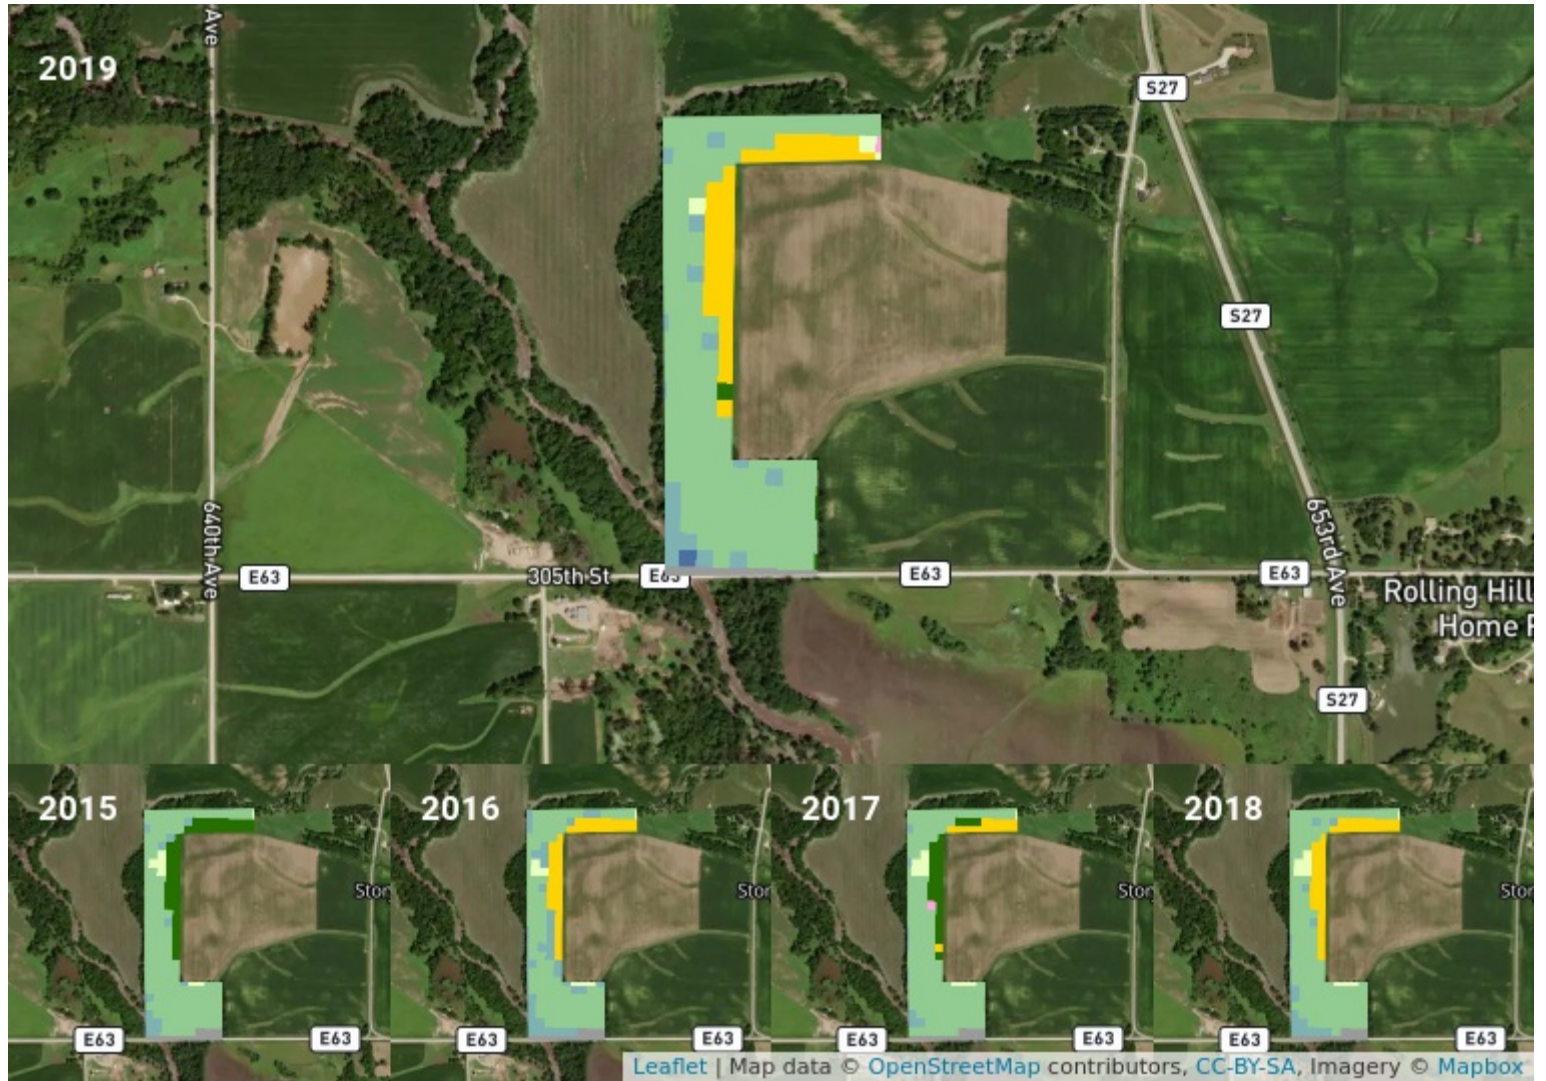 Ave
2019
S27
S27
640th Ave
653rd Ave
E63
305th St
E63
E63
E63
Rolling Hill
Home P
S27
2015
2016
2017
2018
Stor
Stor
Stor
Stor
E63
E63
E63
E63
E63
E63
E63
E63
Leaflet | Map data © OpenStreetMap contributors, CC-BY-SA, Imagery © Mapbox